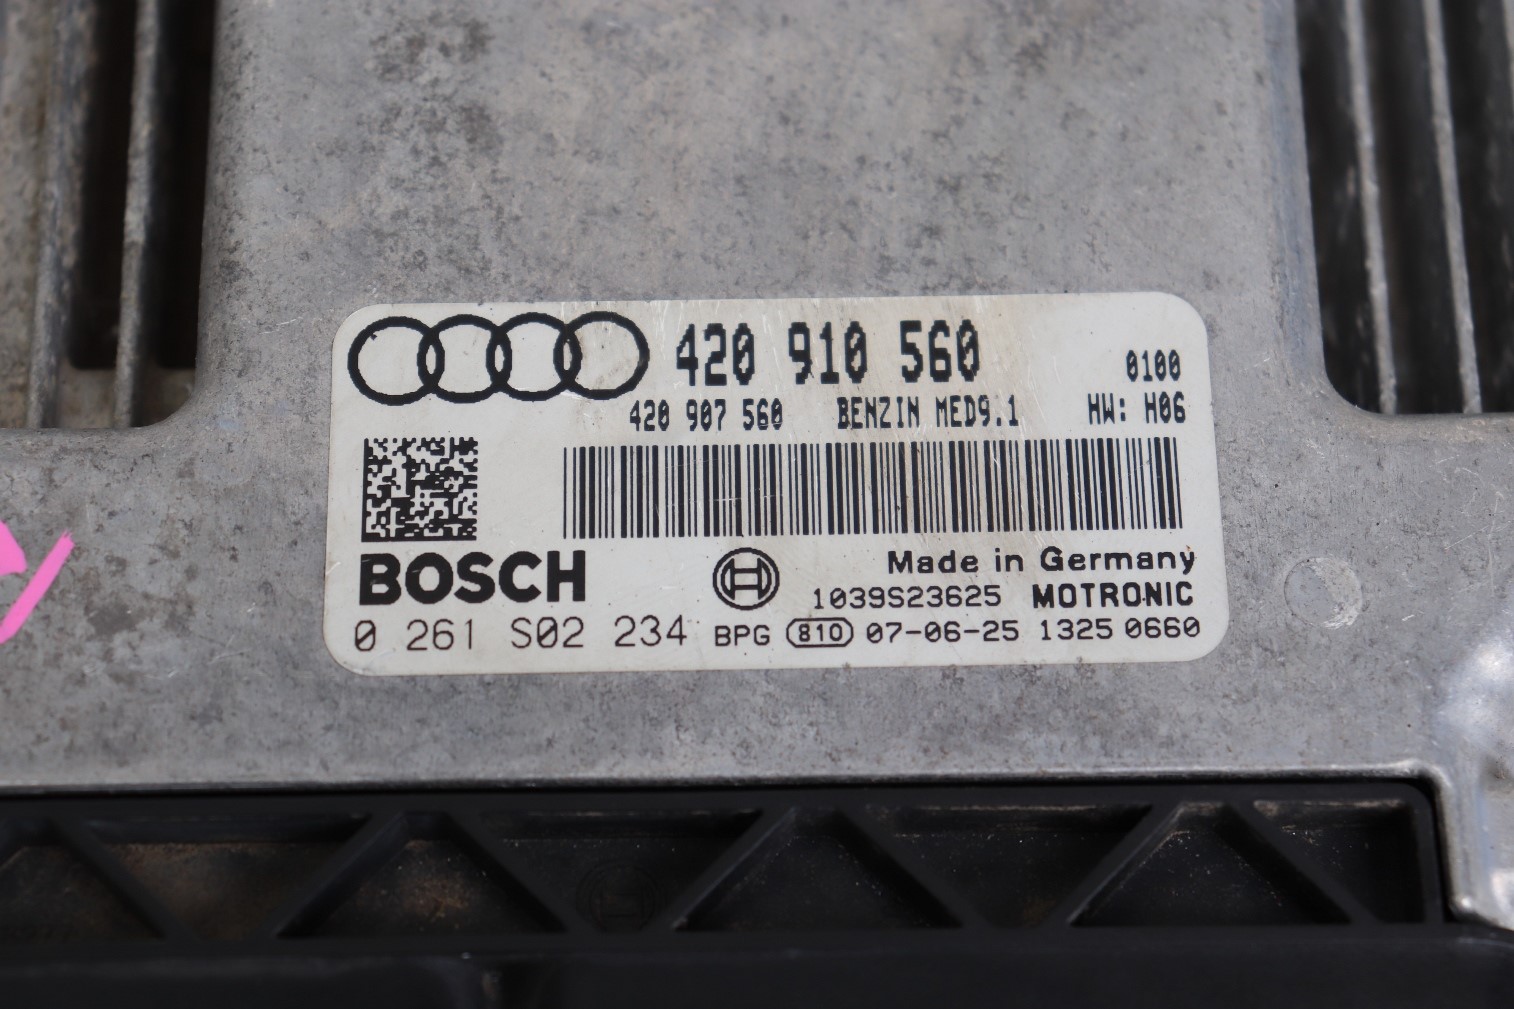 420 910 560 0100
420 907 560 BENZIN MED9.1 HW: H06
BOSCH Made in Germany
1039S23625 MOTRONIC
0 261 S02 234 BPG 810 07-06-25 1325 0660